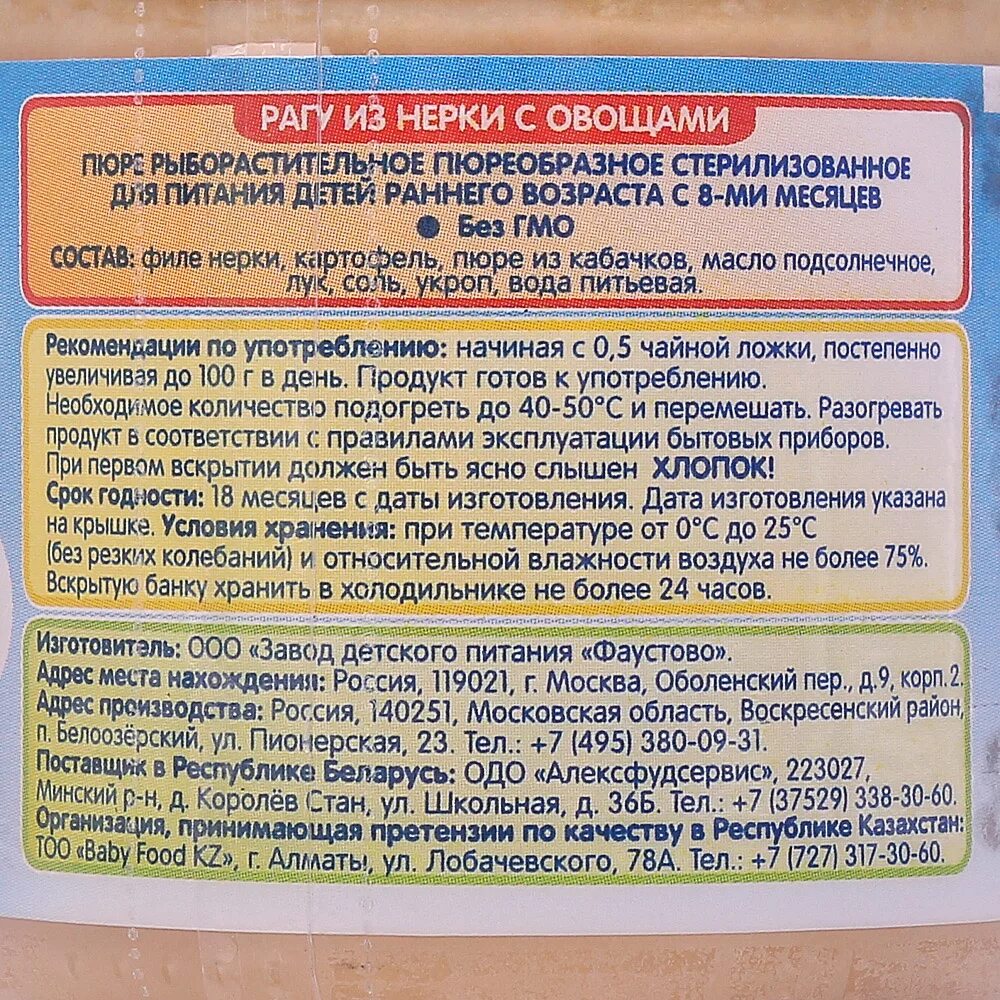 РАГУ ИЗ НЕРКИ С ОВОЩАМИ
ПЮРЕ РЫБОРАСТИТЕЛЬНОЕ ПЮРЕОБРАЗНОЕ СТЕРИЛИЗОВАННОЕ
ДЛЯ ПИТАНИЯ ДЕТЕЙ РАННЕГО ВОЗРАСТА С 8-МИ МЕСЯЦЕВ
● Без ГМО
СОСТАВ: филе нерки, картофель, пюре из кабачков, масло подсолнечное,
лук, соль, укроп, вода питьевая.
Рекомендации по употреблению: начиная с 0,5 чайной ложки, постепенно
увеличивая до 100 г в день. Продукт готов к употреблению.
Необходимое количество подогреть до 40-50°С и перемешать. Разогревать
продукт в соответствии с правилами эксплуатации бытовых приборов.
При первом вскрытии должен быть ясно слышен ХЛОПОК!
Срок годности: 18 месяцев с даты изготовления. Дата изготовления указана
на крышке. Условия хранения: при температуре от 0°С до 25°С
(без резких колебаний) и относительной влажности воздуха не более 75%.
Вскрытую банку хранить в холодильнике не более 24 часов.
Изготовитель: ООО «Завод детского питания «Фаустово».
Адрес места нахождения: Россия, 119021, г. Москва, Оболенский пер., д.9, корп.2.
Адрес производства: Россия, 140251, Московская область, Воскресенский район,
п. Белоозёрский, ул. Пионерская, 23. Тел.: +7 (495) 380-09-31.
Поставщик в Республике Беларусь: ОДО «Алексфудсервис», 223027,
Минский р-н, д. Королёв Стан, ул. Школьная, д. 36Б. Тел.: +7 (37529) 338-30-60.
Организация, принимающая претензии по качеству в Республике Казахстан:
ТОО «Baby Food KZ», г. Алматы, ул. Лобачевского, 78А. Тел.: +7 (727) 317-30-60.